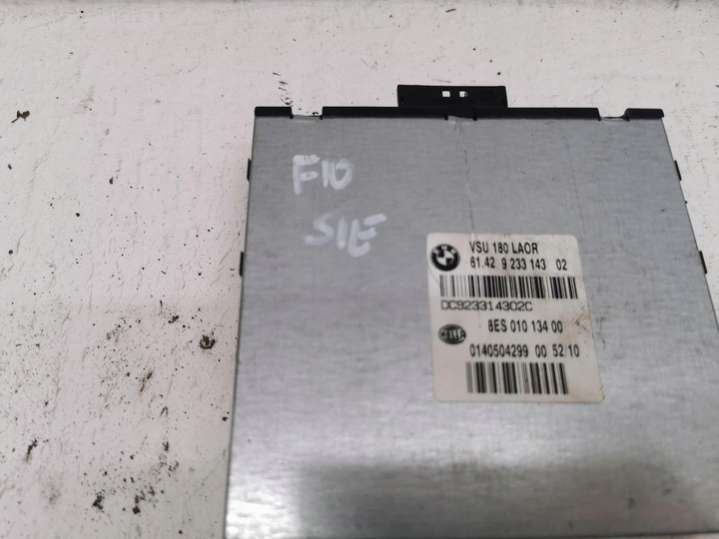 F10
SIE
VSU 180 LAOR
61.42 9 233 143 02
DC923314302C
8ES 010 134 00
0140504299 00 52 10